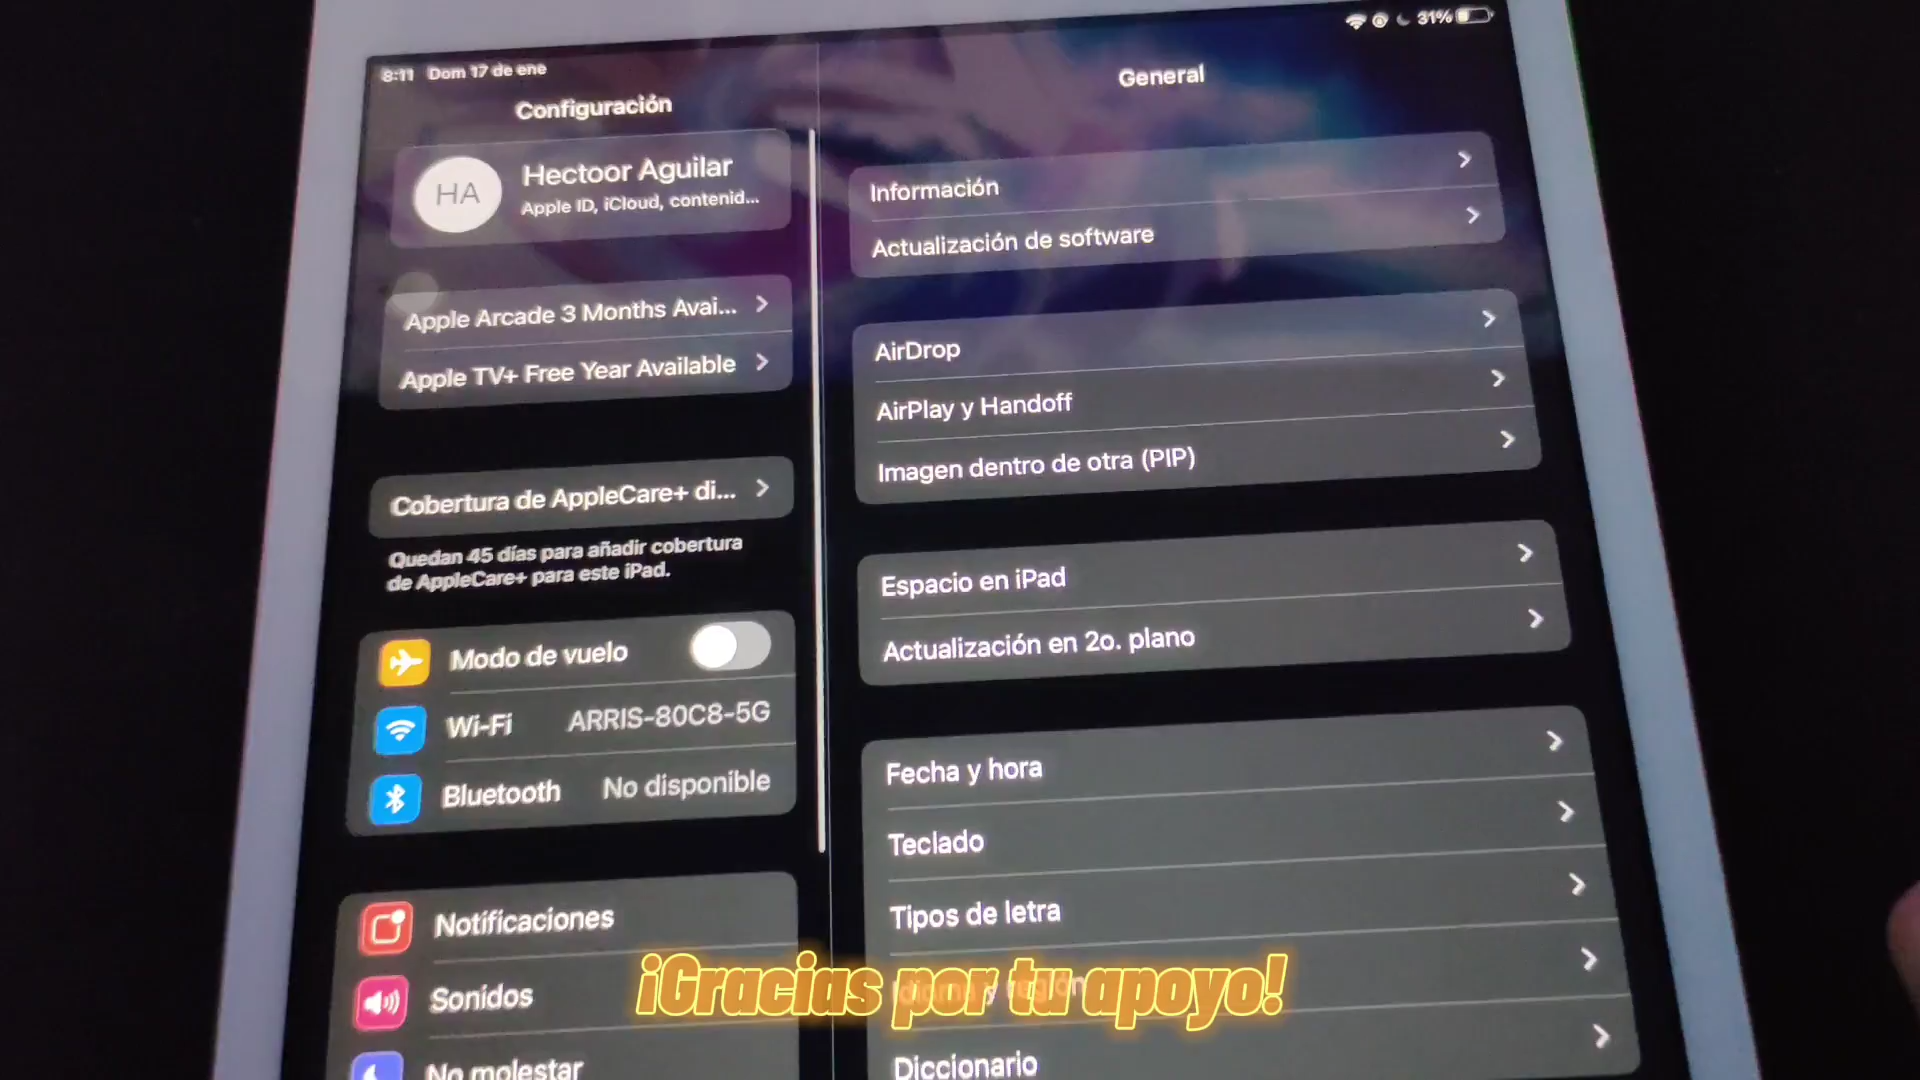 8:11 Dom 17 de ene
31%
Configuración
HA
Hectoor Aguilar
Apple ID, iCloud, contenid...
Apple Arcade 3 Months Avai...
Apple TV+ Free Year Available
Cobertura de AppleCare+ di...
Quedan 45 días para añadir cobertura
de AppleCare+ para este iPad.
Modo de vuelo
Wi-Fi ARRIS-80C8-5G
Bluetooth No disponible
Notificaciones
Sonidos
No molestar
General
Información
Actualización de software
AirDrop
AirPlay y Handoff
Imagen dentro de otra (PIP)
Espacio en iPad
Actualización en 2o. plano
Fecha y hora
Teclado
Tipos de letra
Idioma y región
Diccionario
¡Gracias por tu apoyo!